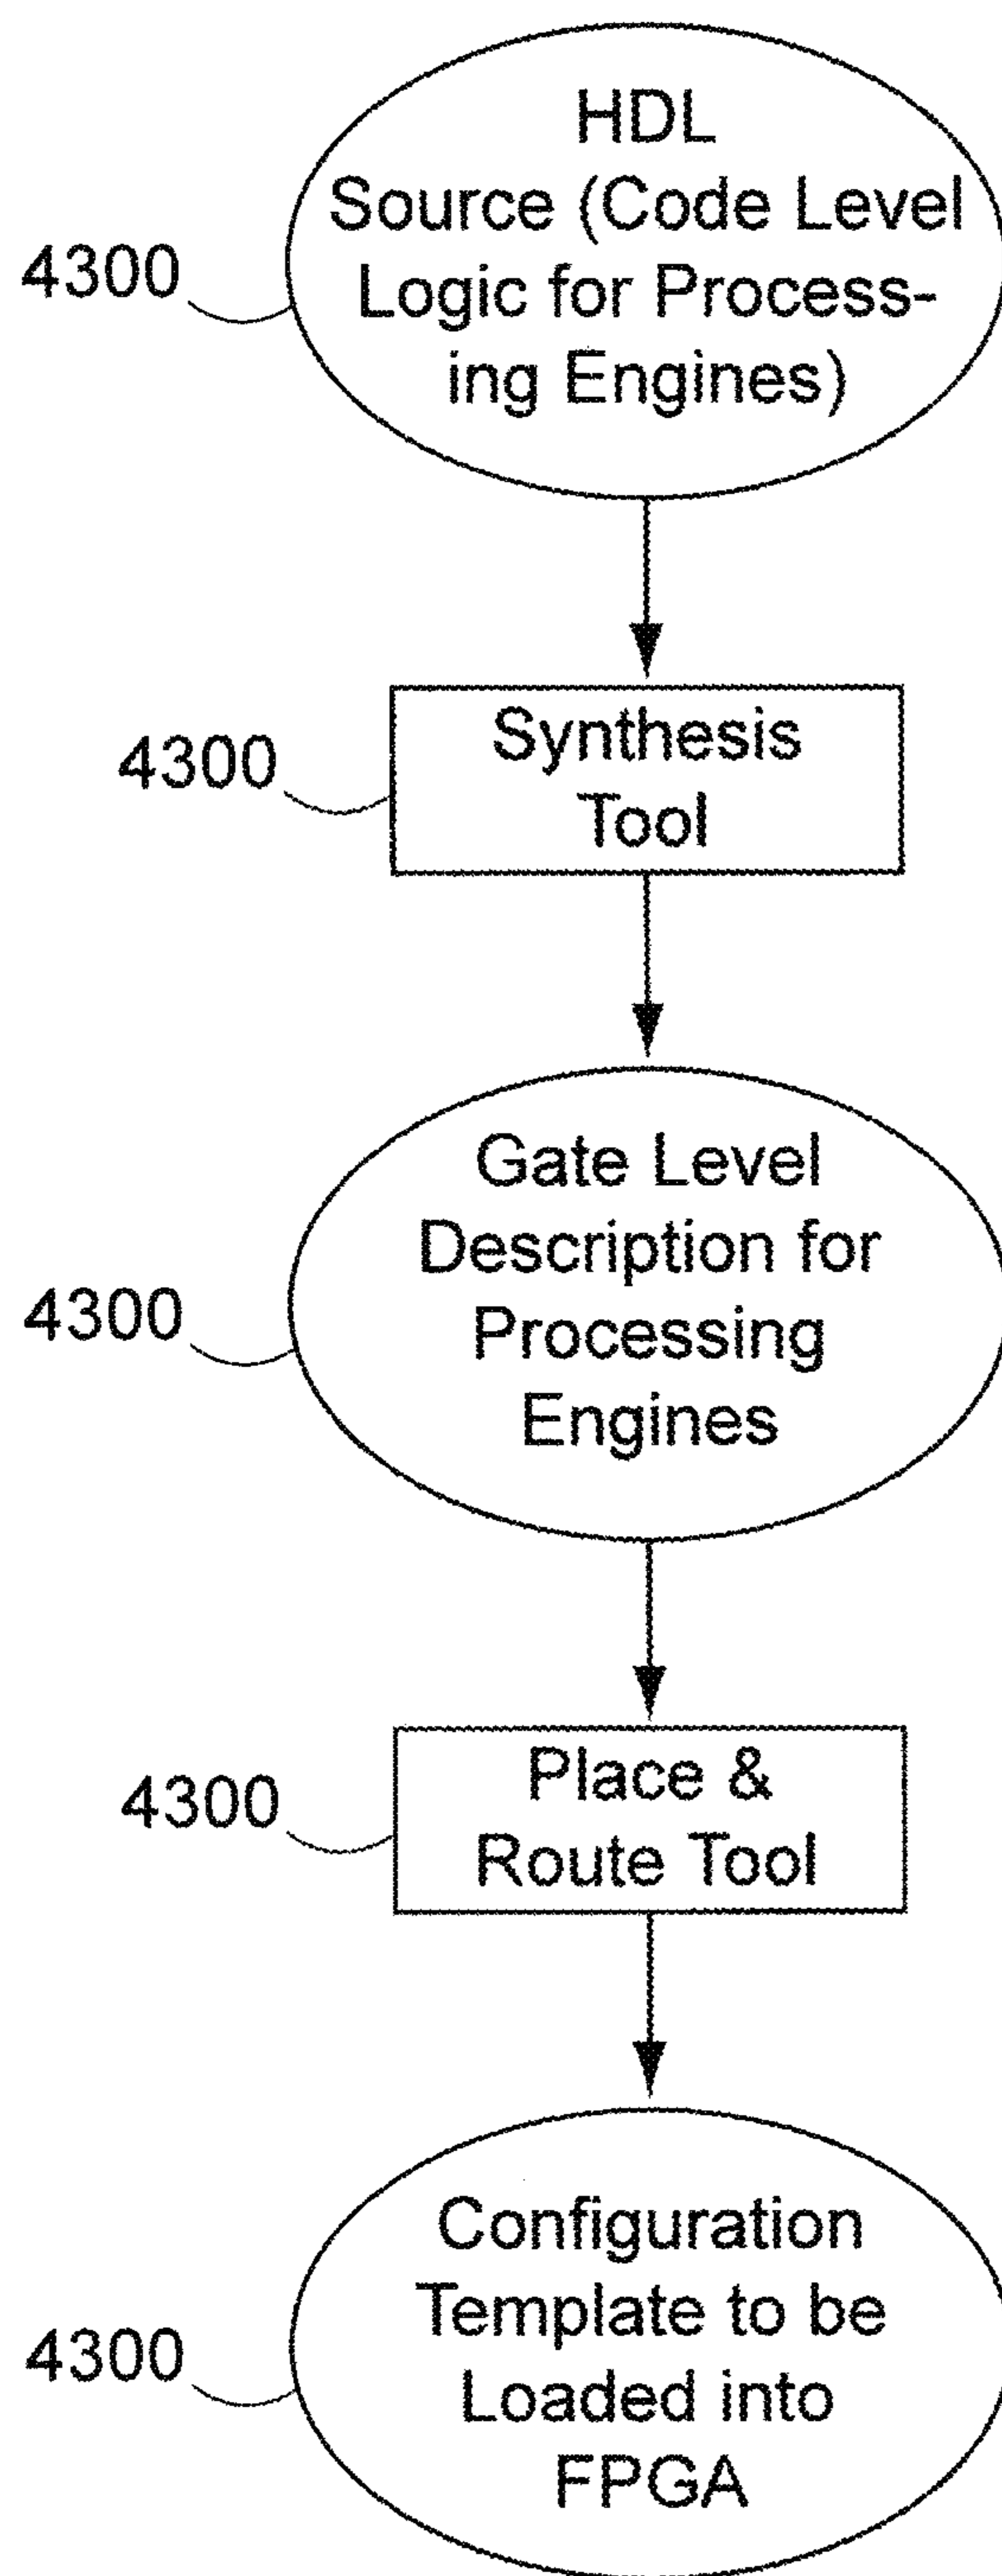 HDL
Source (Code Level
4300
Logic for Process-
ing Engines)
4300
Synthesis
Tool
Gate Level
Description for
4300
Processing
Engines
4300
Place &
Route Tool
Configuration
Template to be
4300
Loaded into
FPGA